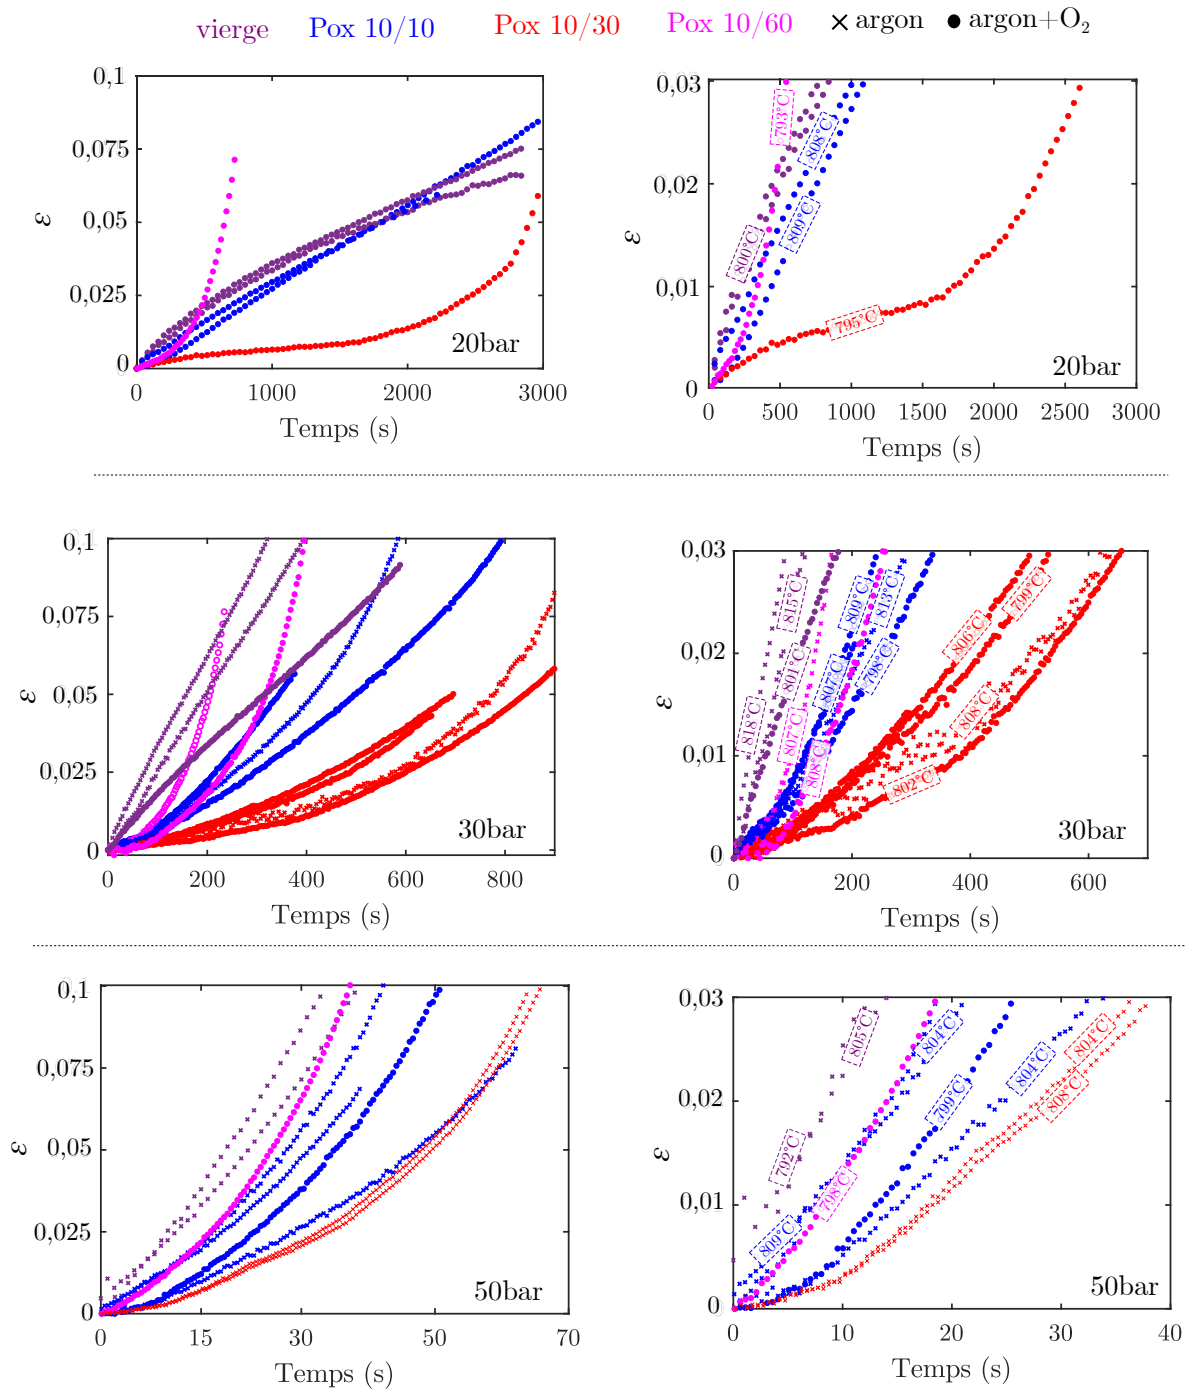 vierge Pox 10/10 Pox 10/30 Pox 10/60 × argon ● argon+O₂
0,1
0,075
0,05
0,025
0
ε
20bar
0 1000 2000 3000
Temps (s)
0,03
0,02
0,01
0
ε
793°C
808°C
800°C
809°C
795°C
20bar
0 500 1000 1500 2000 2500 3000
Temps (s)
0,1
0,075
0,05
0,025
0
ε
30bar
0 200 400 600 800
Temps (s)
0,03
0,02
0,01
0
ε
815°C
809°C
813°C
799°C
801°C
807°C
798°C
806°C
818°C
807°C
808°C
808°C
802°C
30bar
0 200 400 600
Temps (s)
0,1
0,075
0,05
0,025
0
ε
50bar
0 15 30 50 70
Temps (s)
0,03
0,02
0,01
0
ε
805°C
804°C
804°C
804°C
799°C
808°C
792°C
798°C
809°C
50bar
0 10 20 30 40
Temps (s)